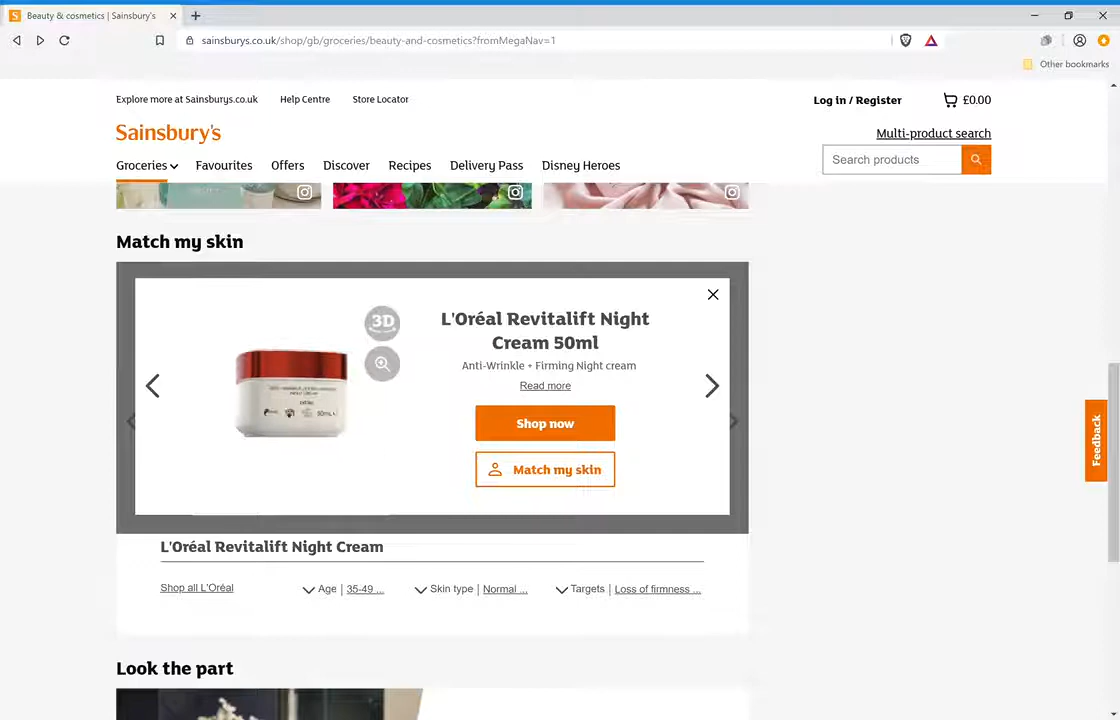 Beauty & cosmetics | Sainsbury's
sainsburys.co.uk/shop/gb/groceries/beauty-and-cosmetics?fromMegaNav=1
Other bookmarks
Explore more at Sainsburys.co.uk Help Centre Store Locator
Log in / Register £0.00
Sainsbury's
Multi-product search
Groceries Favourites Offers Discover Recipes Delivery Pass Disney Heroes
Search products
Match my skin
3D
L'Oréal Revitalift Night
Cream 50ml
Anti-Wrinkle + Firming Night cream
Read more
Shop now
Match my skin
50mL
Feedback
L'Oréal Revitalift Night Cream
Shop all L'Oréal Age | 35-49 ... Skin type | Normal ... Targets | Loss of firmness ...
Look the part